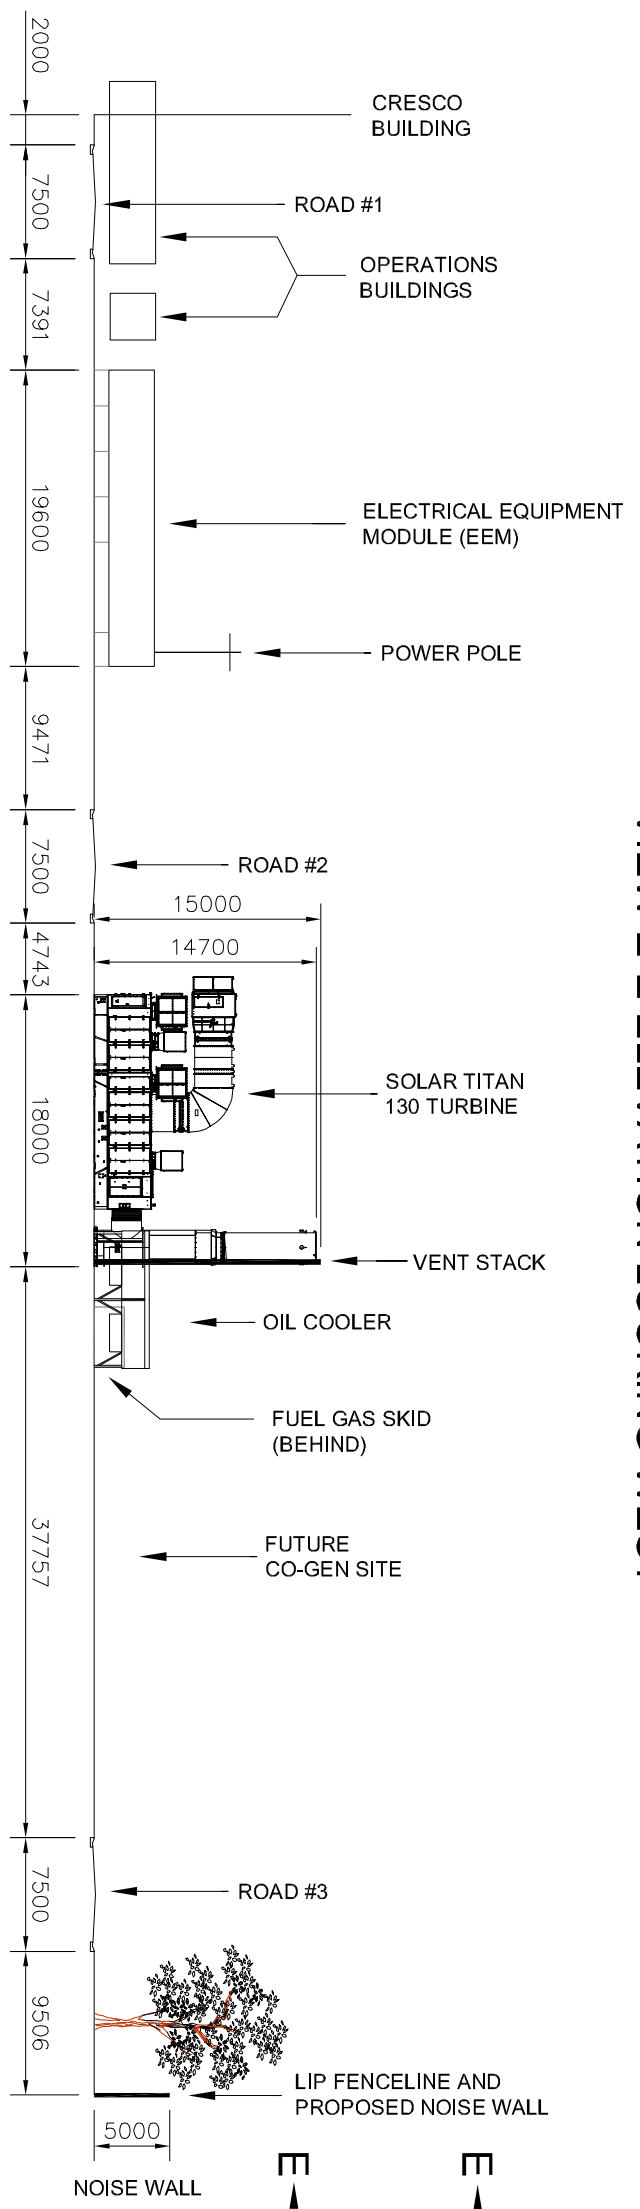 2000
CRESCO
BUILDING
7500
ROAD #1
OPERATIONS
BUILDINGS
7391
19600
ELECTRICAL EQUIPMENT
MODULE (EEM)
POWER POLE
9471
7500
ROAD #2
15000
4743
14700
18000
SOLAR TITAN
130 TURBINE
VENT STACK
OIL COOLER
FUEL GAS SKID
(BEHIND)
37757
FUTURE
CO-GEN SITE
7500
ROAD #3
9506
LIP FENCELINE AND
PROPOSED NOISE WALL
5000
NOISE WALL
E
E